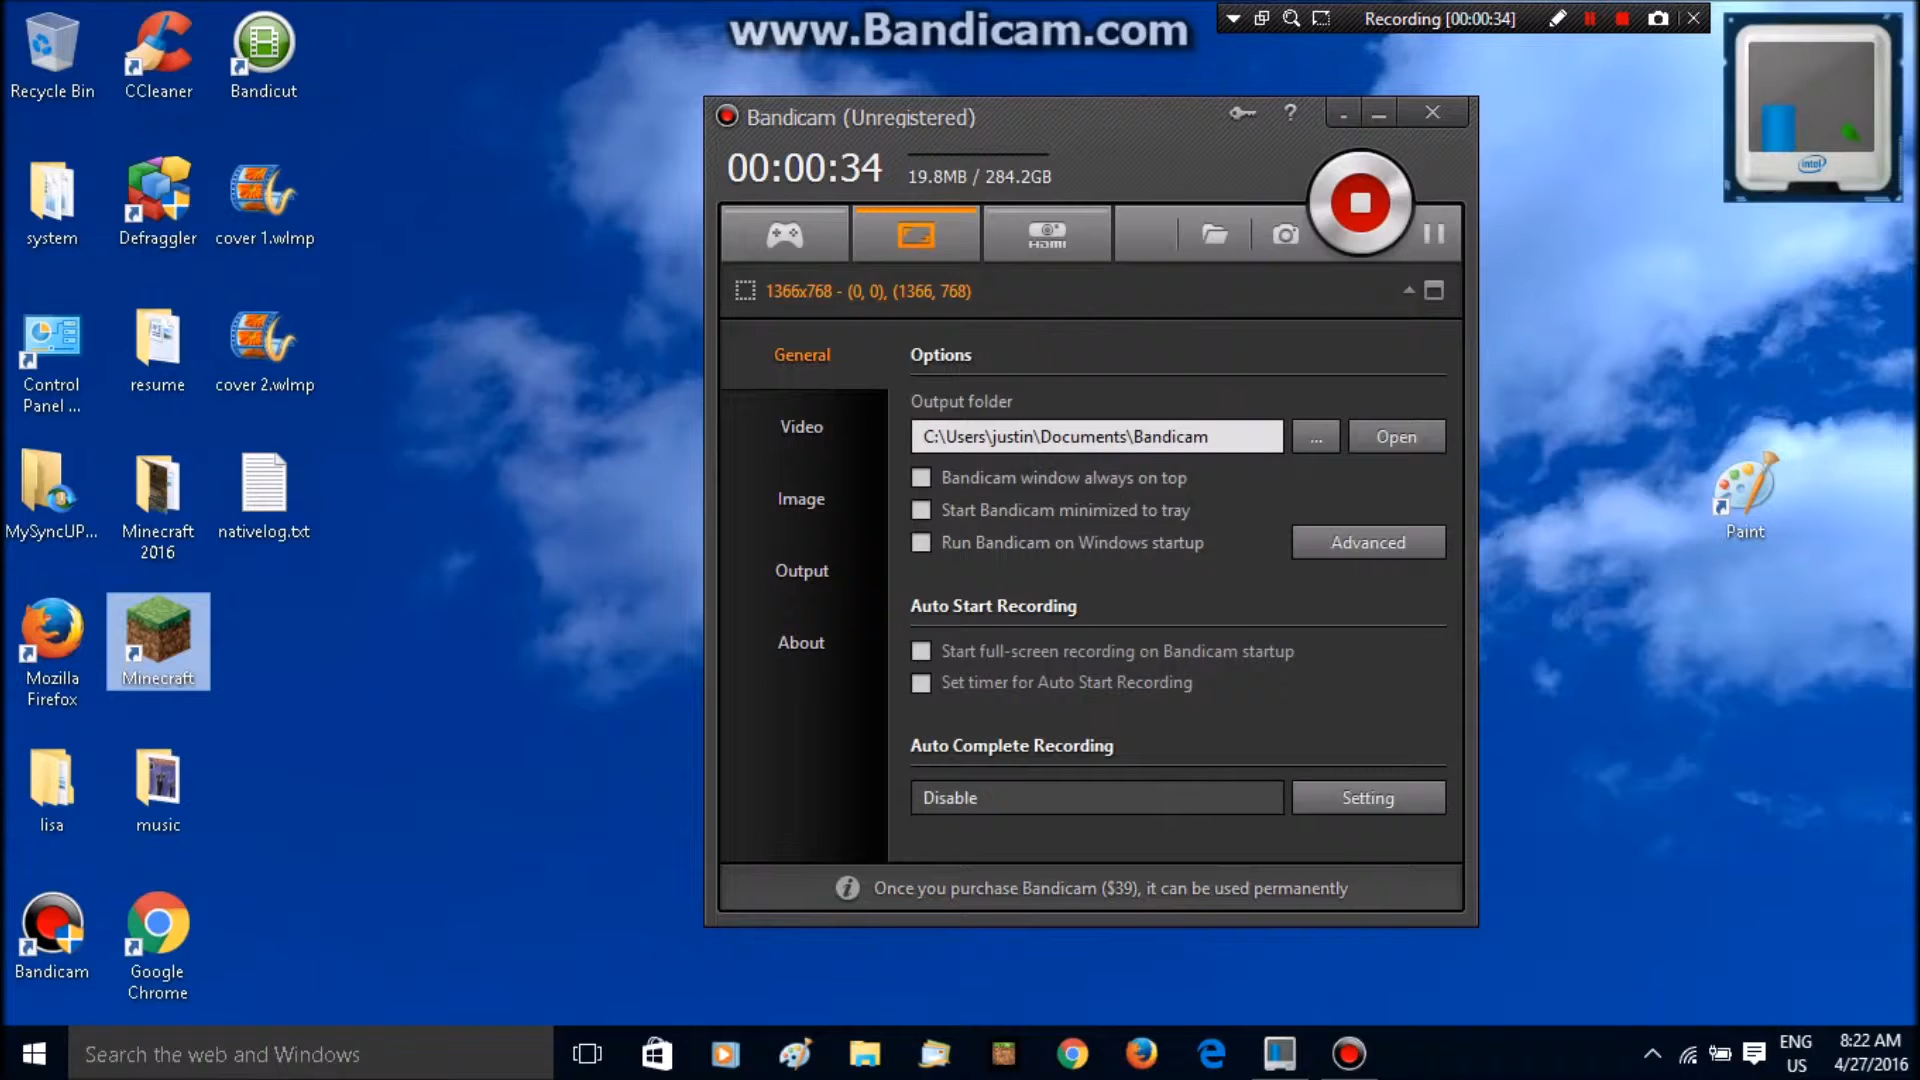 www.Bandicam.com
Recording [00:00:34]
Recycle Bin
CCleaner
Bandicut
system
Defraggler
cover 1.wlmp
Control
Panel ...
resume
cover 2.wlmp
MySyncUP...
Minecraft
2016
nativelog.txt
Mozilla
Firefox
Minecraft
lisa
music
Bandicam
Google
Chrome
Bandicam (Unregistered)
?
00:00:34
19.8MB / 284.2GB
HDMI
1366x768 - (0, 0), (1366, 768)
General
Video
Image
Output
About
Options
Output folder
C:\Users\justin\Documents\Bandicam
...
Open
Bandicam window always on top
Start Bandicam minimized to tray
Run Bandicam on Windows startup
Advanced
Auto Start Recording
Start full-screen recording on Bandicam startup
Set timer for Auto Start Recording
Auto Complete Recording
Disable
Setting
Once you purchase Bandicam ($39), it can be used permanently
intel
Paint
Search the web and Windows
ENG
US
8:22 AM
4/27/2016